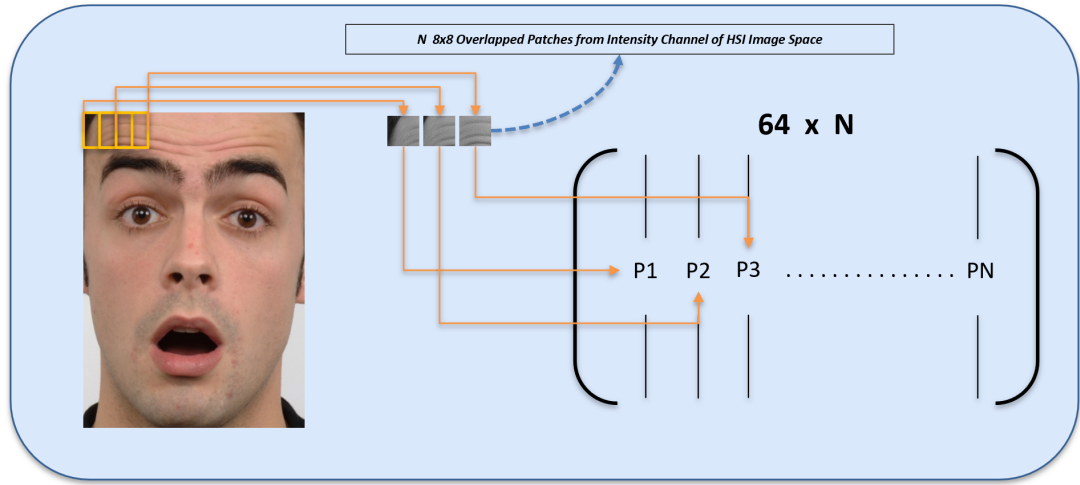 N 8x8 Overlapped Patches from Intensity Channel of HSI Image Space
64 x N
P1 P2 P3 . . . . . . . . . . . . . . . PN